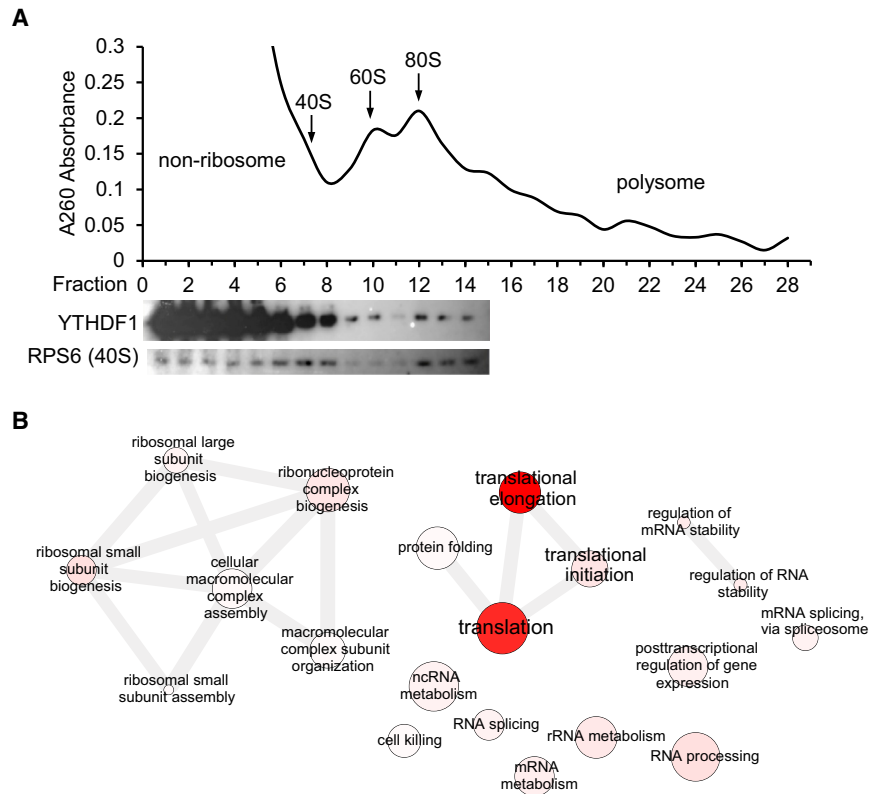 A
A260 Absorbance
0.3
0.25
0.2
0.15
0.1
0.05
0
40S
60S
80S
non-ribosome
polysome
Fraction 0 2 4 6 8 10 12 14 16 18 20 22 24 26 28
YTHDF1
RPS6 (40S)
B
ribosomal large
subunit
biogenesis
ribonucleoprotein
complex
biogenesis
translational
elongation
regulation of
mRNA stability
protein folding
ribosomal small
subunit
biogenesis
cellular
macromolecular
complex
assembly
translational
initiation
regulation of RNA
stability
mRNA splicing,
via spliceosome
macromolecular
complex subunit
organization
translation
posttranscriptional
regulation of gene
expression
ribosomal small
subunit assembly
ncRNA
metabolism
RNA splicing
cell killing
rRNA metabolism
RNA processing
mRNA
metabolism